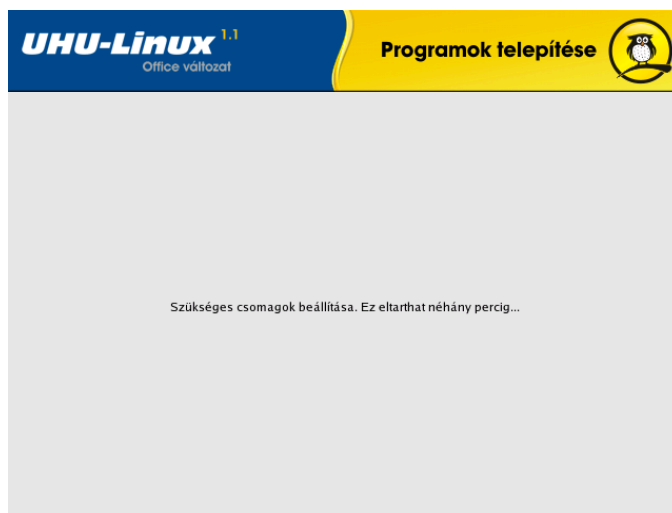 UHU-Linux 1.1
Office változat
Programok telepítése
Szükséges csomagok beállítása. Ez eltarthat néhány percig...